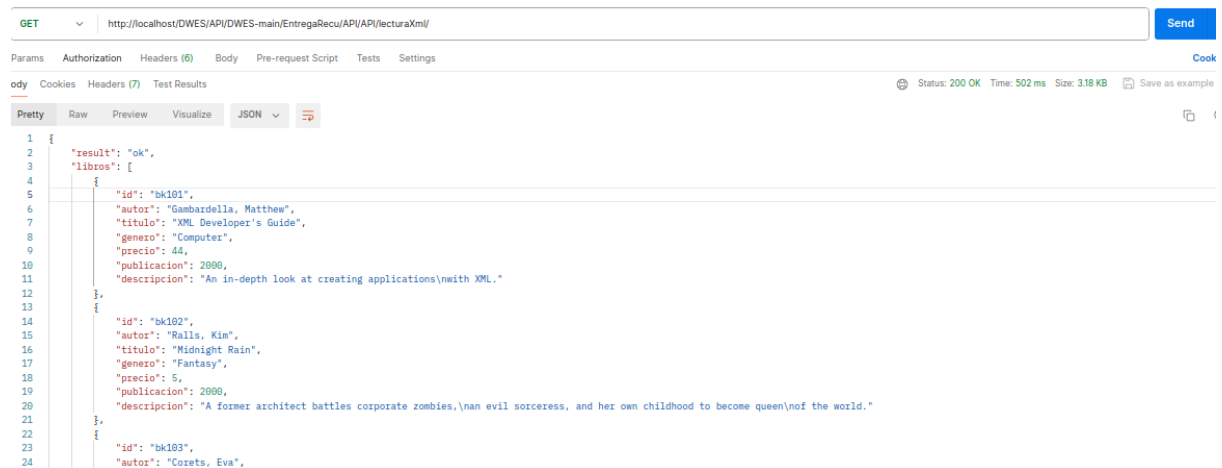 GET http://localhost/DWES/API/DWES-main/EntregaRecu/API/API/lecturaXml/ Send
Params Authorization Headers (6) Body Pre-request Script Tests Settings Cook
ody Cookies Headers (7) Test Results Status: 200 OK Time: 502 ms Size: 3.18 KB Save as example
Pretty Raw Preview Visualize JSON
1 {
2 "result": "ok",
3 "libros": [
4 {
5 "id": "bk101",
6 "autor": "Gambardella, Matthew",
7 "titulo": "XML Developer's Guide",
8 "genero": "Computer",
9 "precio": 44,
10 "publicacion": 2000,
11 "descripcion": "An in-depth look at creating applications\nwith XML."
12 },
13 {
14 "id": "bk102",
15 "autor": "Ralls, Kim",
16 "titulo": "Midnight Rain",
17 "genero": "Fantasy",
18 "precio": 5,
19 "publicacion": 2000,
20 "descripcion": "A former architect battles corporate zombies,\nan evil sorceress, and her own childhood to become queen\nof the world."
21 },
22 {
23 "id": "bk103",
24 "autor": "Corets, Eva",